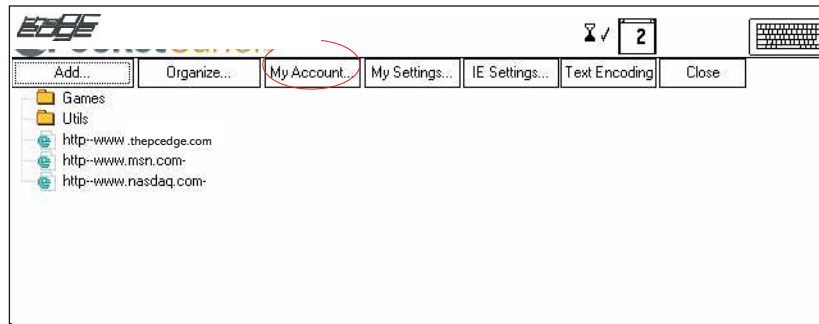 2
Add... Organize... My Account... My Settings... IE Settings... Text Encoding Close
Games
Utils
http--www.thepcedge.com
http--www.msn.com-
http--www.nasdaq.com-